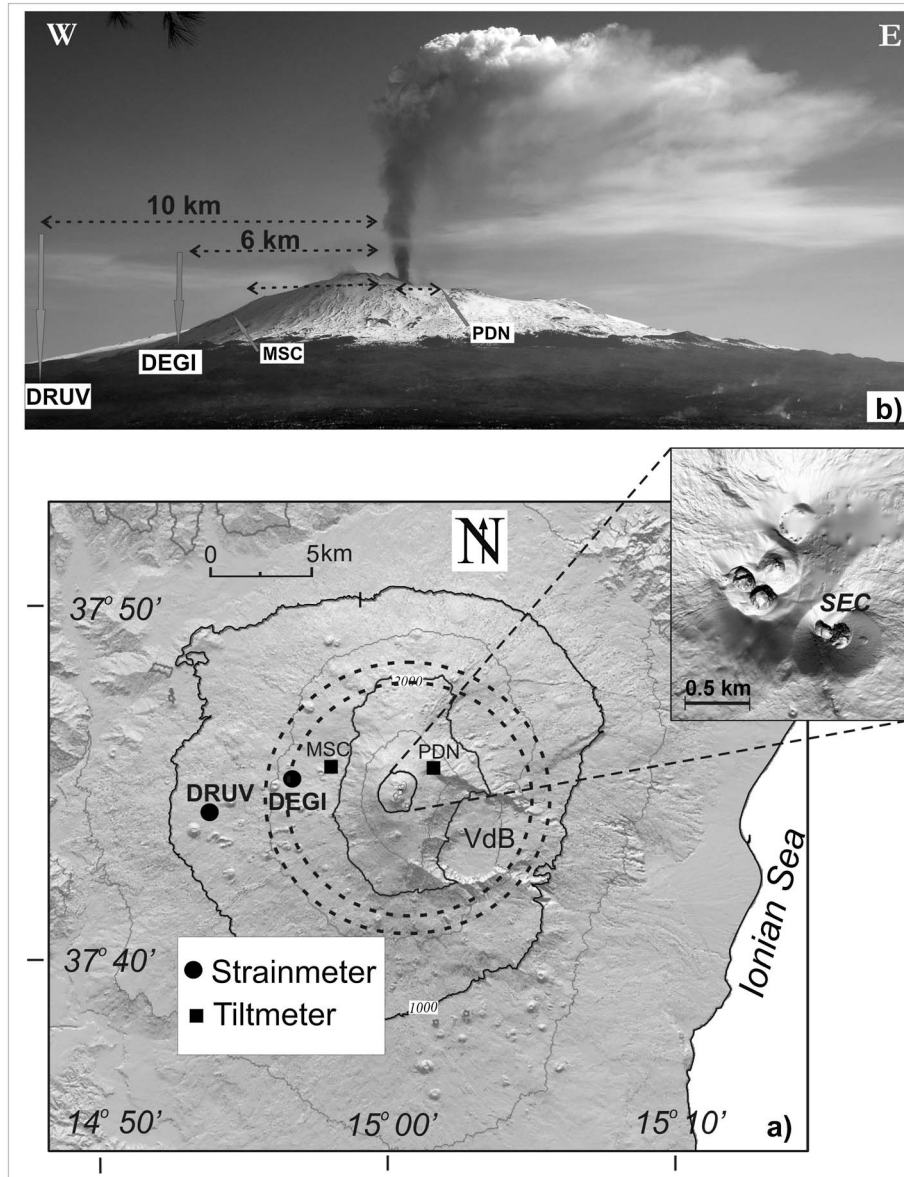 W
E
10 km
6 km
PDN
MSC
DEGI
DRUV
b)
N
0 5km
37° 50'
SEC
0.5 km
2000
MSC
PDN
DRUV
DEGI
VdB
Ionian Sea
37° 40'
Strainmeter
Tiltmeter
1000
14° 50'
15° 00'
15° 10'
a)